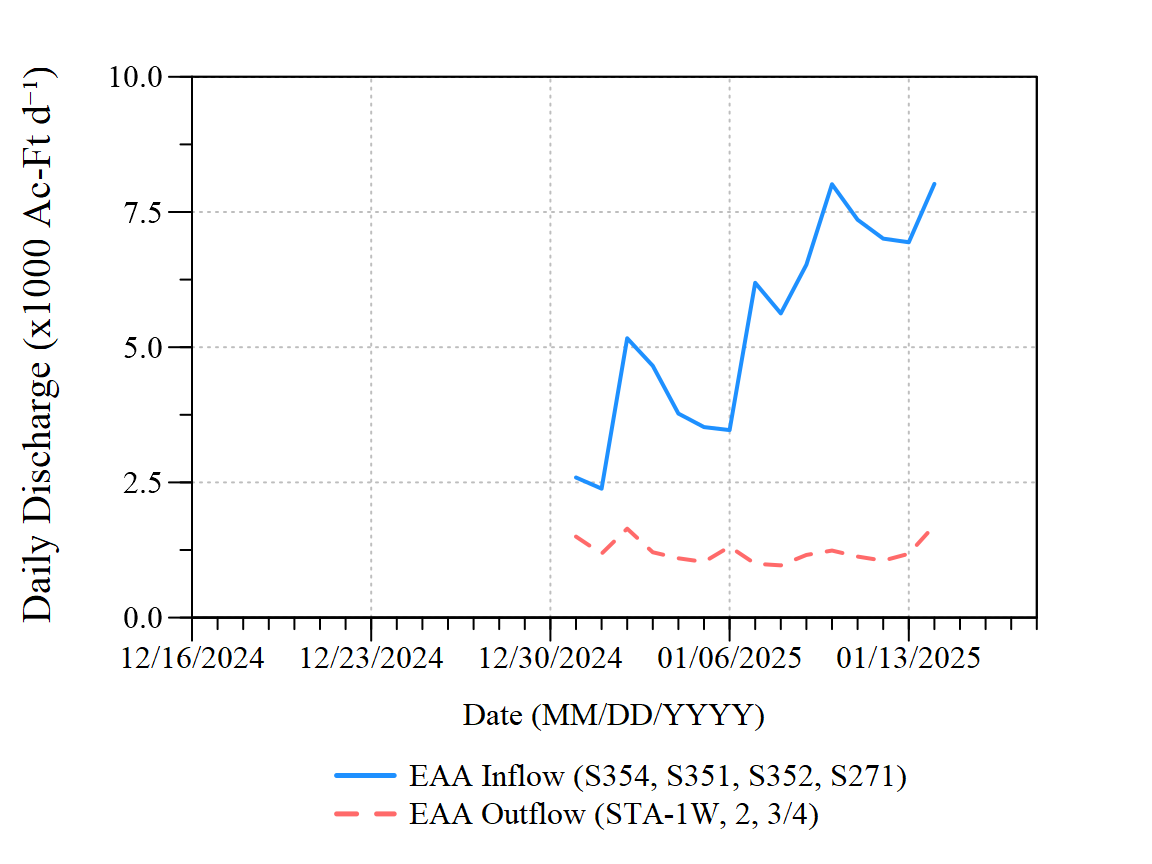 Daily Discharge (x1000 Ac-Ft d⁻¹)
10.0
7.5
5.0
2.5
0.0
12/16/2024 12/23/2024 12/30/2024 01/06/2025 01/13/2025
Date (MM/DD/YYYY)
EAA Inflow (S354, S351, S352, S271)
EAA Outflow (STA-1W, 2, 3/4)